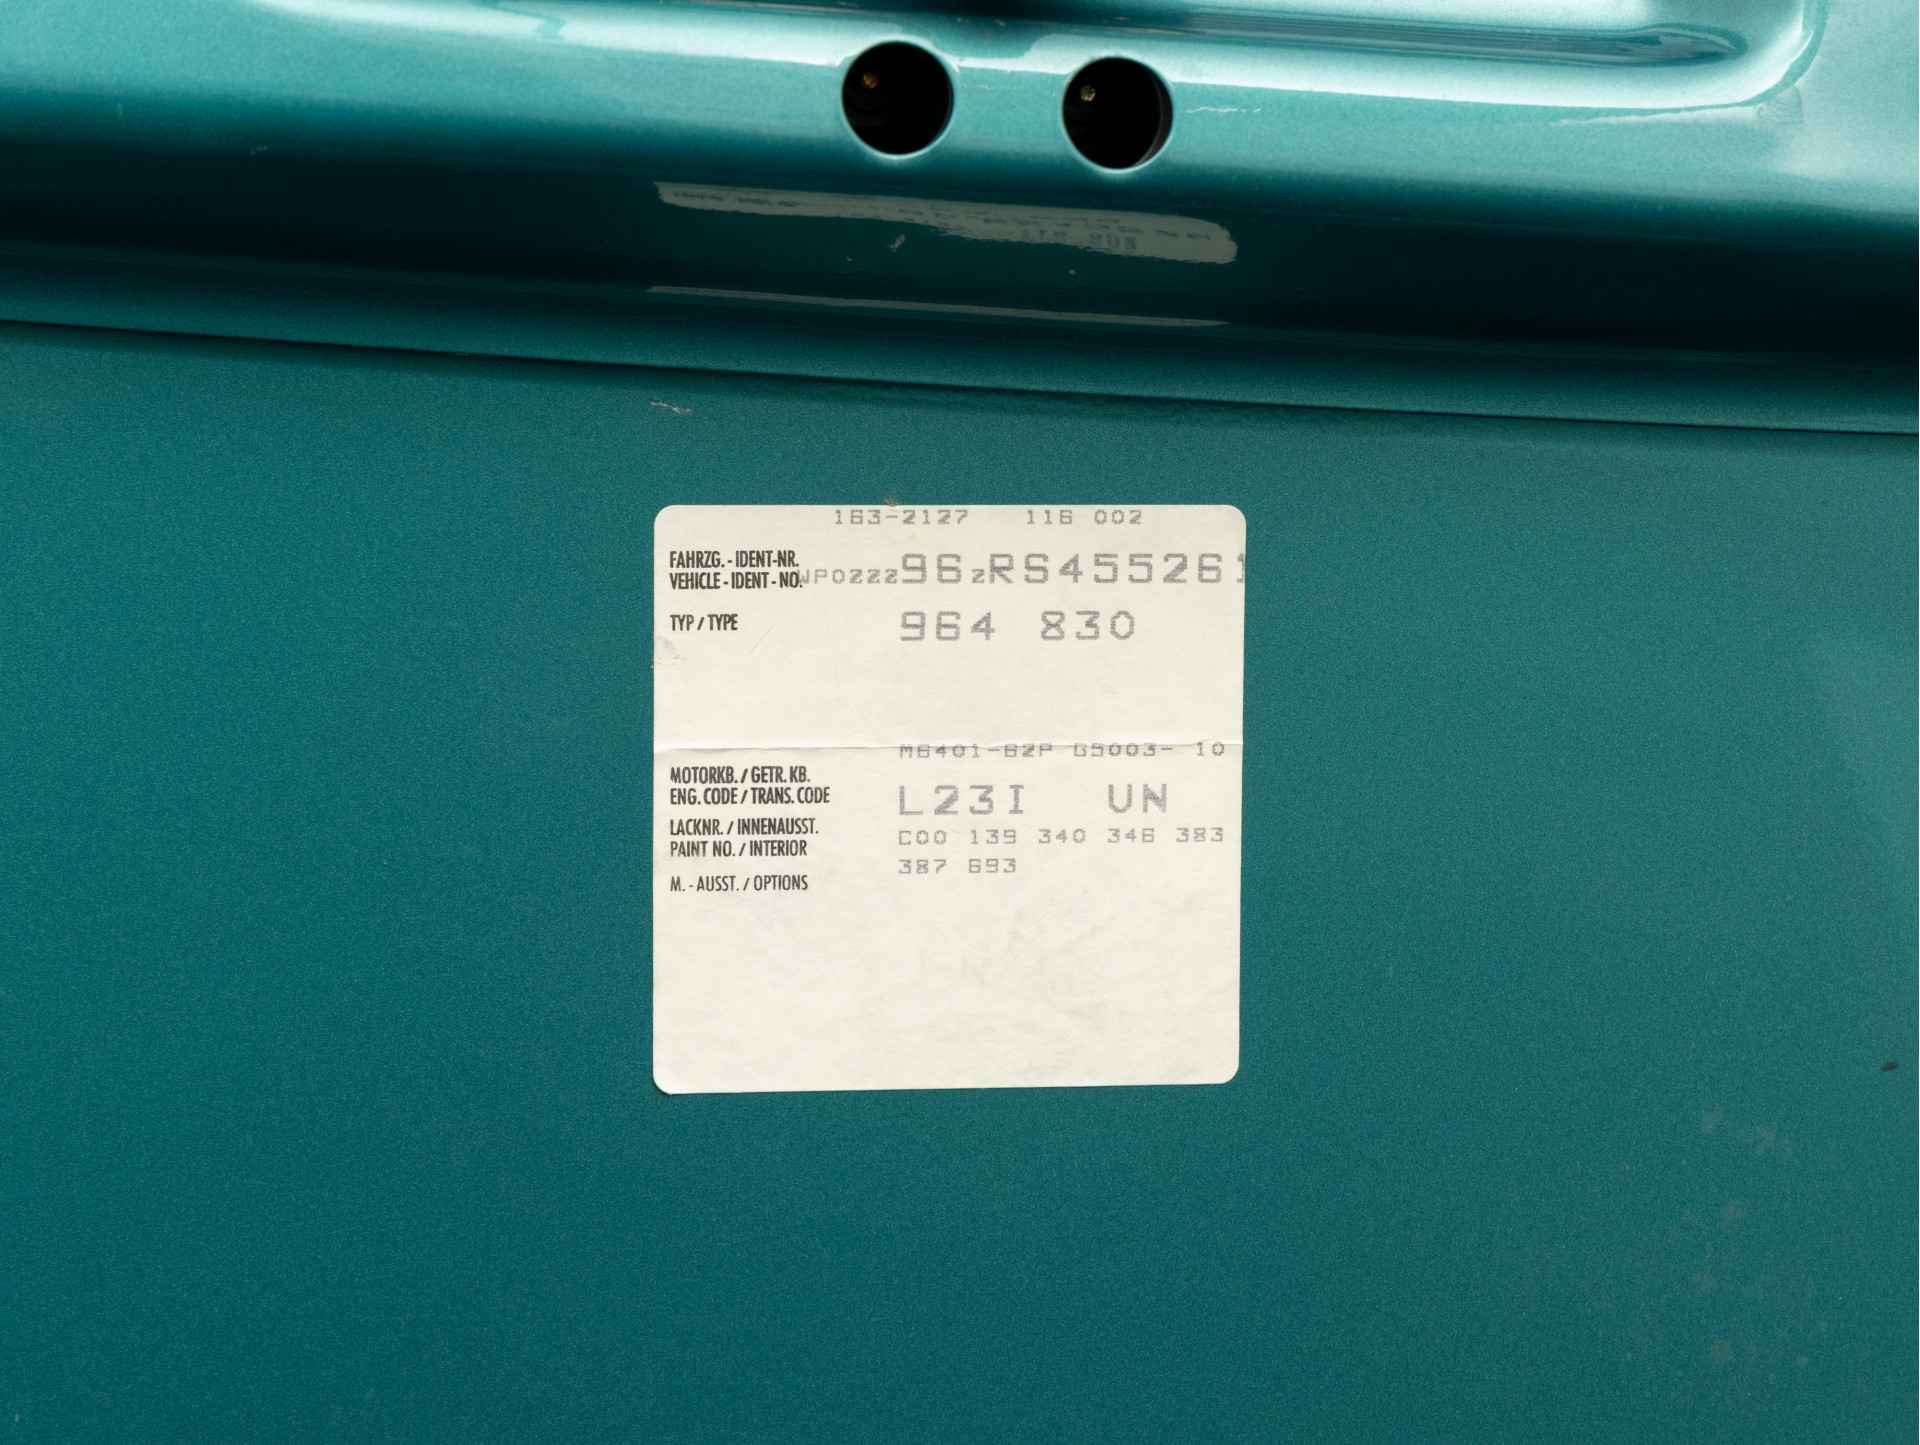 163-2127 116 002
FAHRZG.-IDENT-NR.
VEHICLE-IDENT-NO. WP0ZZZ96ZRS455261
TYP / TYPE 964 830
M6401-62P G5003- 10
MOTORKB. / GETR. KB.
ENG. CODE / TRANS. CODE L23I UN
LACKNR. / INNENAUSST. C00 139 340 346 383
PAINT NO. / INTERIOR 387 693
M.-AUSST. / OPTIONS